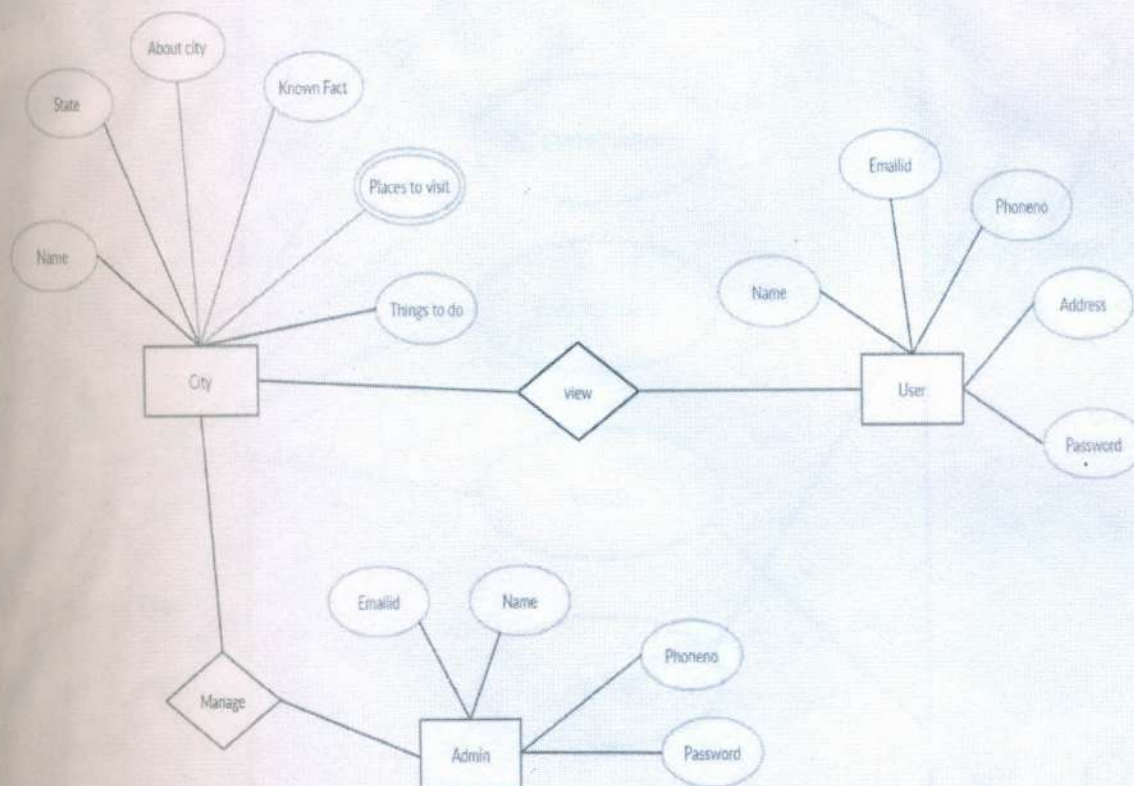 About city
State
Known Fact
Places to visit
Name
Things to do
City
view
Emailid
Phoneno
Name
Address
User
Password
Manage
Emailid
Name
Phoneno
Admin
Password